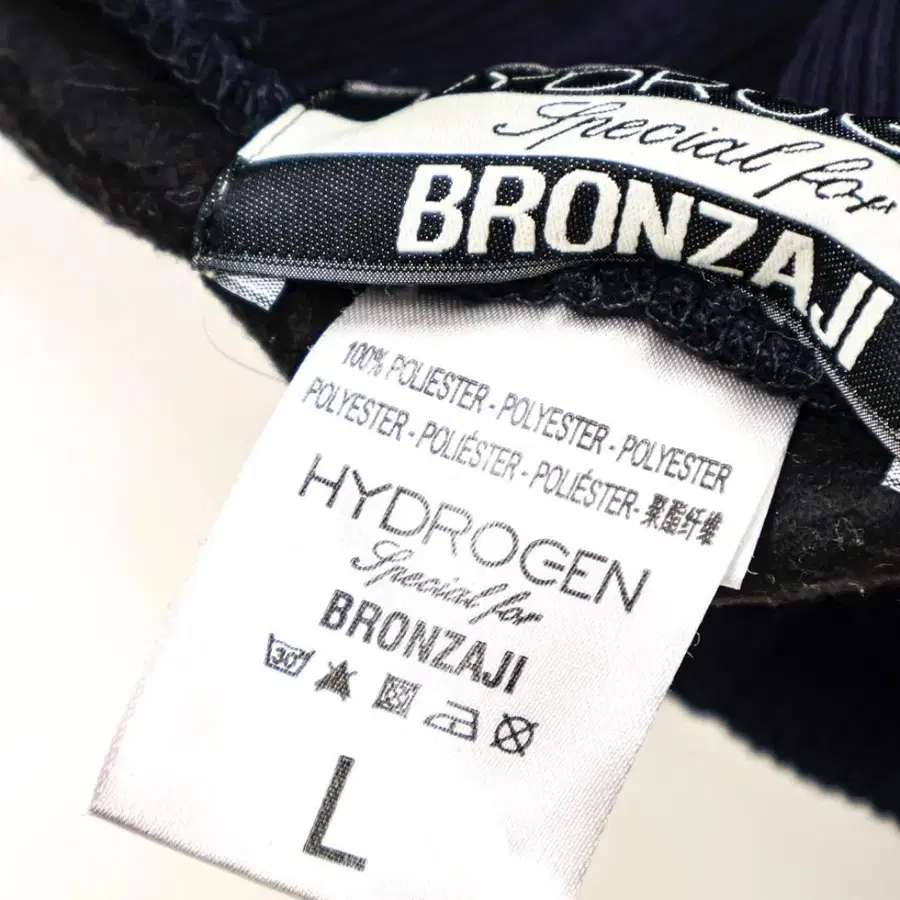 HYDROG
Special for
BRONZAJI
100% POLIESTER - POLYESTER - POLYESTER
POLYESTER - POLIÉSTER - POLIÉSTER - 聚酯纤维
HYDROGEN
Special for
BRONZAJI
30°
L